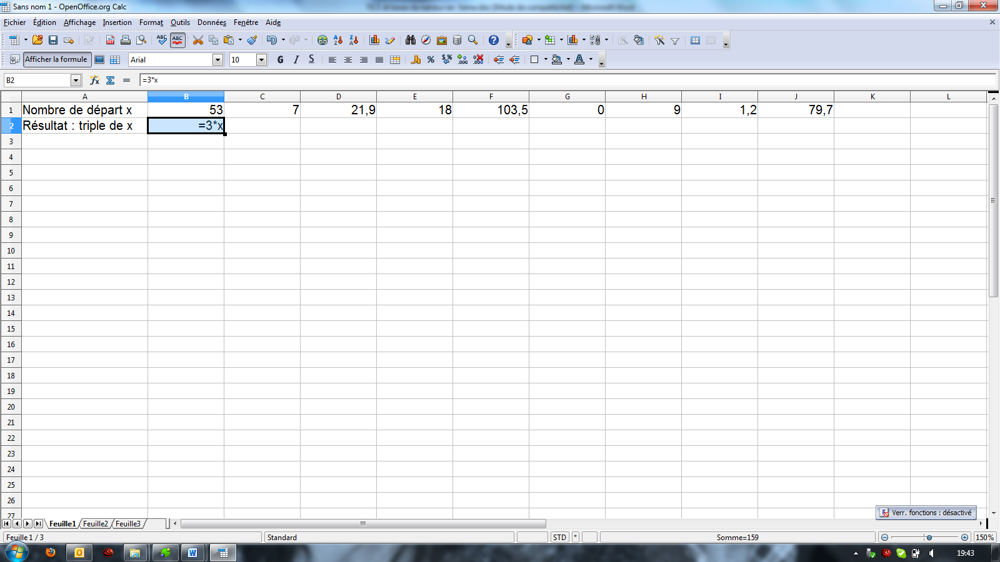 Sans nom 1 - OpenOffice.org Calc
Fichier Édition Affichage Insertion Format Outils Données Fenêtre Aide
Afficher la formule Arial 10 G I S
B2 =3*x
A B C D E F G H I J K L
1 Nombre de départ x 53 7 21,9 18 103,5 0 9 1,2 79,7
2 Résultat : triple de x =3*x
3
4
5
6
7
8
9
10
11
12
13
14
15
16
17
18
19
20
21
22
23
24
25
26
27
Verr. fonctions : désactivé
Feuille1 Feuille2 Feuille3
Feuille 1 / 3 Standard STD * Somme=159 150%
19:43